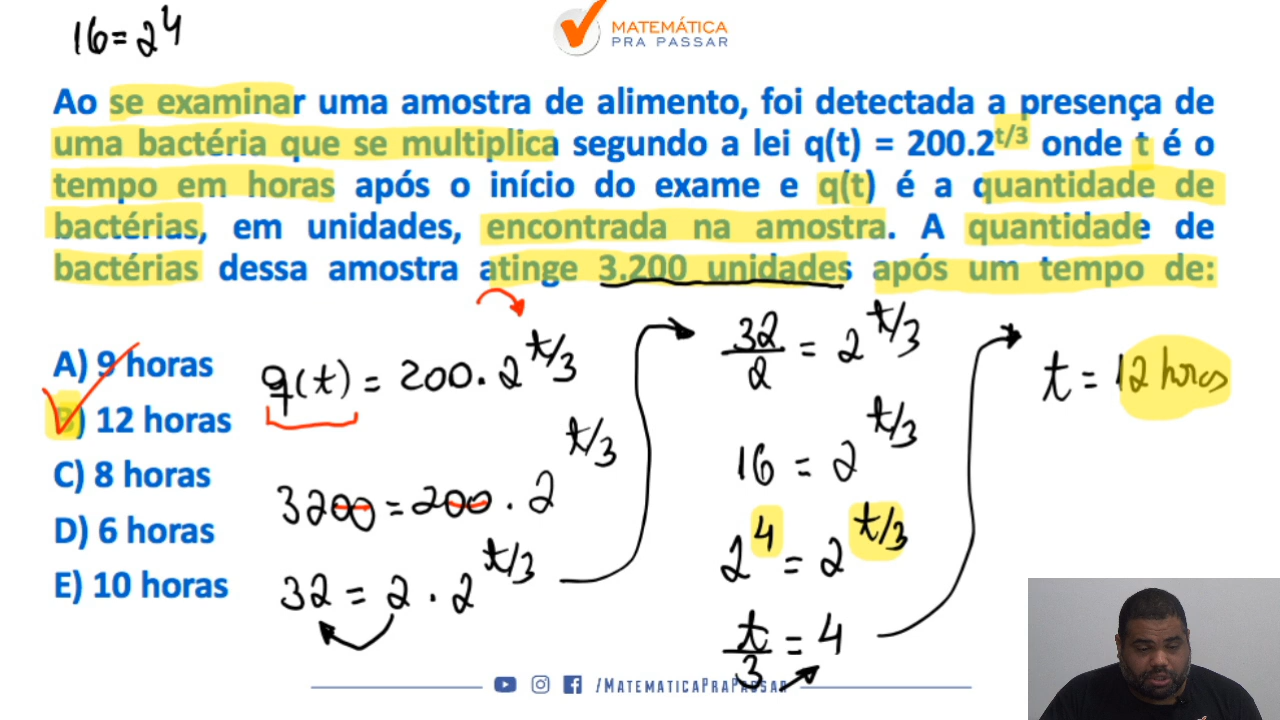 16=2^4
MATEMÁTICA
PRA PASSAR
Ao se examinar uma amostra de alimento, foi detectada a presença de
uma bactéria que se multiplica segundo a lei q(t) = 200.2^t/3 onde t é o
tempo em horas após o início do exame e q(t) é a quantidade de
bactérias, em unidades, encontrada na amostra. A quantidade de
bactérias dessa amostra atinge 3.200 unidades após um tempo de:
A) 9 horas
B) 12 horas
C) 8 horas
D) 6 horas
E) 10 horas
q(t) = 200.2^t/3
3200 = 200.2^t/3
32 = 2.2^t/3
32/2 = 2^t/3
16 = 2^t/3
2^4 = 2^t/3
t/3 = 4
t = 12 horas
/MatematicaPraPassar